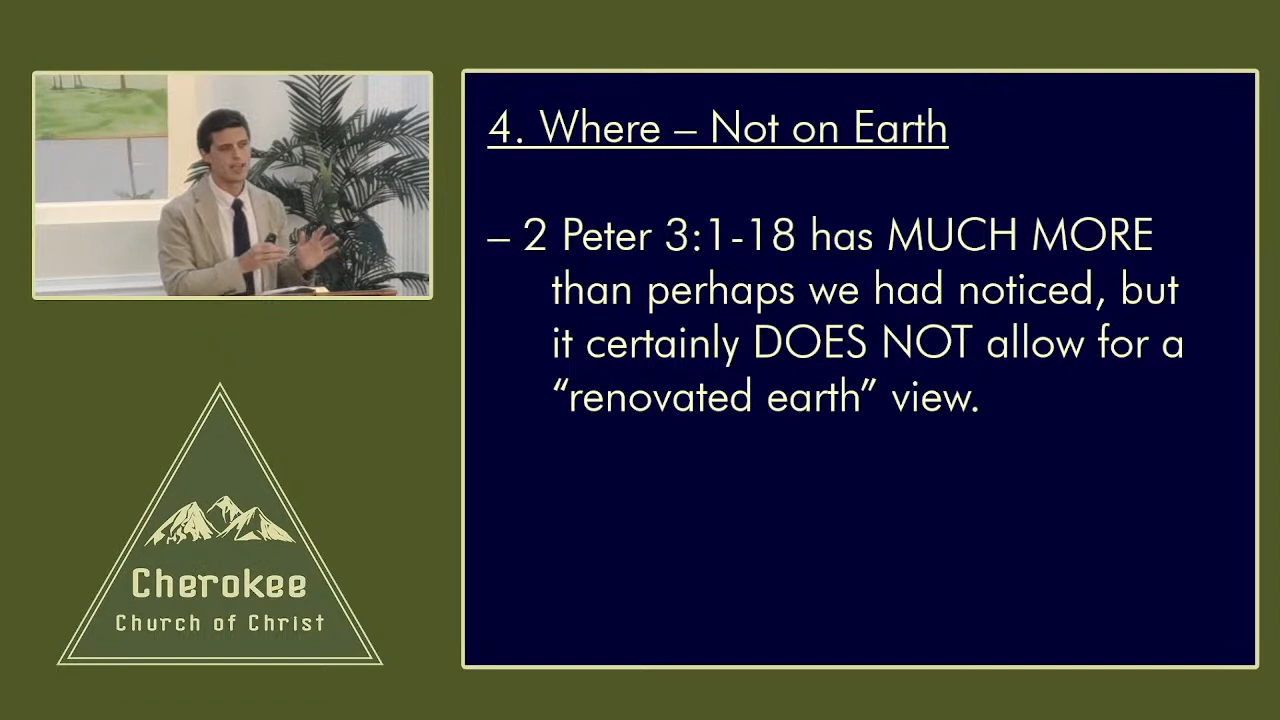 4. Where – Not on Earth
– 2 Peter 3:1-18 has MUCH MORE
than perhaps we had noticed, but
it certainly DOES NOT allow for a
“renovated earth” view.
Cherokee
Church of Christ